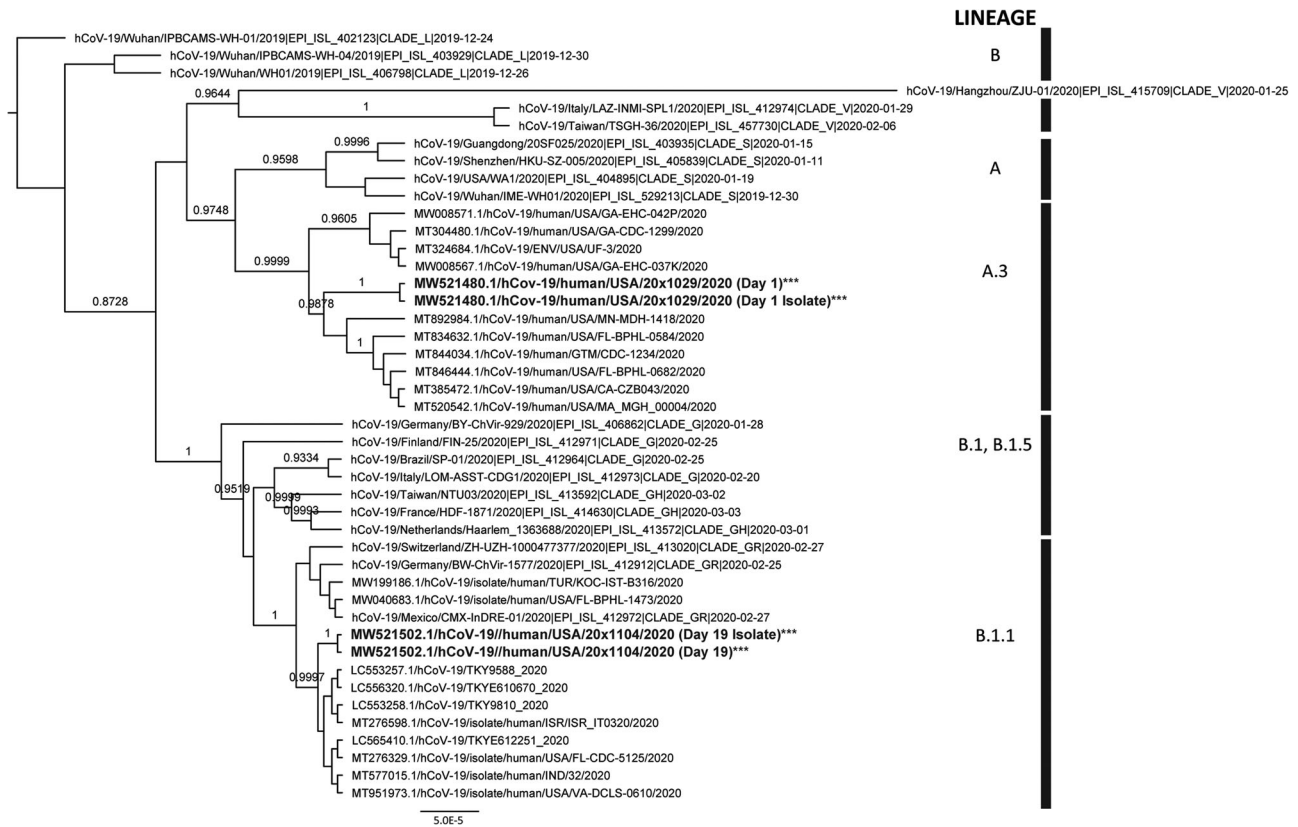 LINEAGE
hCoV-19/Wuhan/IPBCAMS-WH-01/2019|EPI_ISL_402123|CLADE_L|2019-12-24
hCoV-19/Wuhan/IPBCAMS-WH-04/2019|EPI_ISL_403929|CLADE_L|2019-12-30
B
hCoV-19/Wuhan/WH01/2019|EPI_ISL_406798|CLADE_L|2019-12-26
0.9644
hCoV-19/Hangzhou/ZJU-01/2020|EPI_ISL_415709|CLADE_V|2020-01-25
1
hCoV-19/Italy/LAZ-INMI-SPL1/2020|EPI_ISL_412974|CLADE_V|2020-01-29
hCoV-19/Taiwan/TSGH-36/2020|EPI_ISL_457730|CLADE_V|2020-02-06
0.9996
hCoV-19/Guangdong/20SF025/2020|EPI_ISL_403935|CLADE_S|2020-01-15
0.9598
hCoV-19/Shenzhen/HKU-SZ-005/2020|EPI_ISL_405839|CLADE_S|2020-01-11
A
hCoV-19/USA/WA1/2020|EPI_ISL_404895|CLADE_S|2020-01-19
hCoV-19/Wuhan/IME-WH01/2020|EPI_ISL_529213|CLADE_S|2019-12-30
0.9748
0.9605
MW008571.1/hCoV-19/human/USA/GA-EHC-042P/2020
MT304480.1/hCoV-19/human/USA/GA-CDC-1299/2020
MT324684.1/hCoV-19/ENV/USA/UF-3/2020
0.9999
MW008567.1/hCoV-19/human/USA/GA-EHC-037K/2020
A.3
1
MW521480.1/hCov-19/human/USA/20x1029/2020 (Day 1)***
0.9878
MW521480.1/hCov-19/human/USA/20x1029/2020 (Day 1 Isolate)***
0.8728
MT892984.1/hCoV-19/human/USA/MN-MDH-1418/2020
MT834632.1/hCoV-19/human/USA/FL-BPHL-0584/2020
1
MT844034.1/hCoV-19/human/GTM/CDC-1234/2020
MT846444.1/hCoV-19/human/USA/FL-BPHL-0682/2020
MT385472.1/hCoV-19/human/USA/CA-CZB043/2020
MT520542.1/hCoV-19/human/USA/MA_MGH_00004/2020
hCoV-19/Germany/BY-ChVir-929/2020|EPI_ISL_406862|CLADE_G|2020-01-28
1
hCoV-19/Finland/FIN-25/2020|EPI_ISL_412971|CLADE_G|2020-02-25
B.1, B.1.5
0.9334
hCoV-19/Brazil/SP-01/2020|EPI_ISL_412964|CLADE_G|2020-02-25
hCoV-19/Italy/LOM-ASST-CDG1/2020|EPI_ISL_412973|CLADE_G|2020-02-20
0.9519
0.9999
hCoV-19/Taiwan/NTU03/2020|EPI_ISL_413592|CLADE_GH|2020-03-02
0.9993
hCoV-19/France/HDF-1871/2020|EPI_ISL_414630|CLADE_GH|2020-03-03
hCoV-19/Netherlands/Haarlem_1363688/2020|EPI_ISL_413572|CLADE_GH|2020-03-01
hCoV-19/Switzerland/ZH-UZH-1000477377/2020|EPI_ISL_413020|CLADE_GR|2020-02-27
hCoV-19/Germany/BW-ChVir-1577/2020|EPI_ISL_412912|CLADE_GR|2020-02-25
MW199186.1/hCoV-19/isolate/human/TUR/KOC-IST-B316/2020
MW040683.1/hCoV-19/isolate/human/USA/FL-BPHL-1473/2020
1
hCoV-19/Mexico/CMX-InDRE-01/2020|EPI_ISL_412972|CLADE_GR|2020-02-27
1
MW521502.1/hCoV-19//human/USA/20x1104/2020 (Day 19 Isolate)***
B.1.1
MW521502.1/hCoV-19//human/USA/20x1104/2020 (Day 19)***
LC553257.1/hCoV-19/TKY9588_2020
0.9997
LC556320.1/hCoV-19/TKYE610670_2020
LC553258.1/hCoV-19/TKY9810_2020
MT276598.1/hCoV-19/isolate/human/ISR/ISR_IT0320/2020
LC565410.1/hCoV-19/TKYE612251_2020
MT276329.1/hCoV-19/isolate/human/USA/FL-CDC-5125/2020
MT577015.1/hCoV-19/isolate/human/IND/32/2020
MT951973.1/hCoV-19/isolate/human/USA/VA-DCLS-0610/2020
5.0E-5